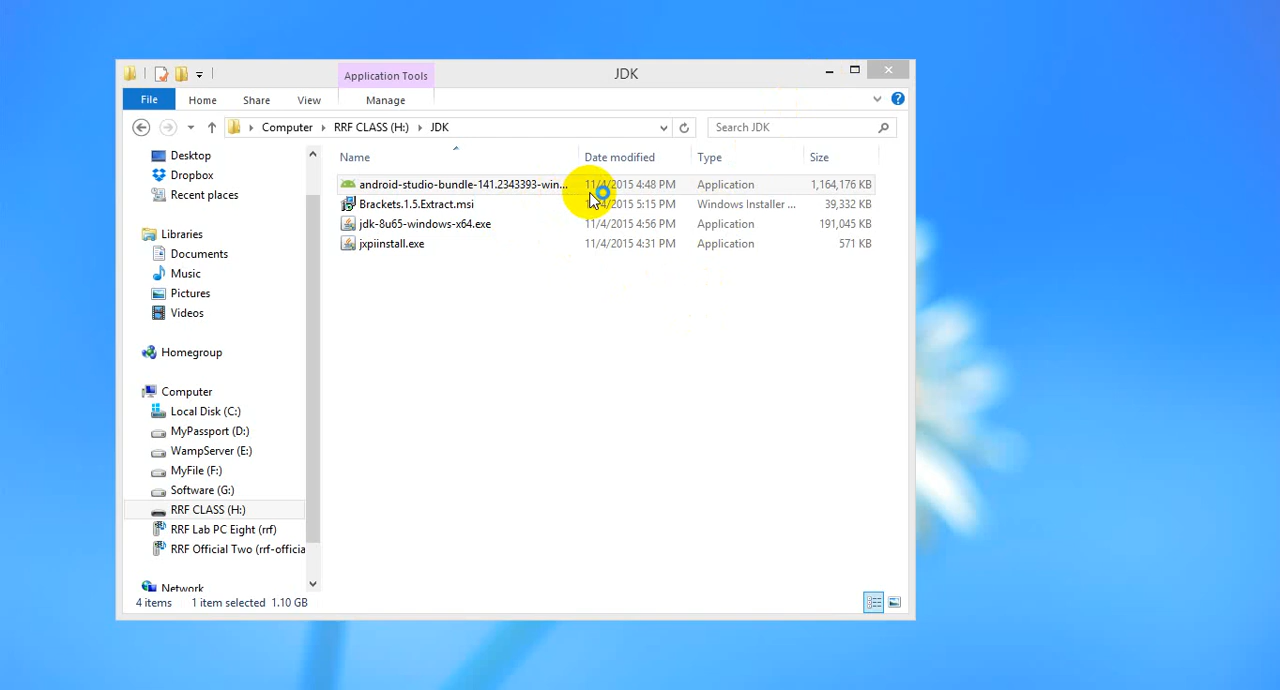 Application Tools
JDK
File Home Share View Manage
Computer RRF CLASS (H:) JDK
Search JDK
Name Date modified Type Size
android-studio-bundle-141.2343393-win... 11/4/2015 4:48 PM Application 1,164,176 KB
Brackets.1.5.Extract.msi 11/4/2015 5:15 PM Windows Installer ... 39,332 KB
jdk-8u65-windows-x64.exe 11/4/2015 4:56 PM Application 191,045 KB
jxpiinstall.exe 11/4/2015 4:31 PM Application 571 KB
Desktop
Dropbox
Recent places
Libraries
Documents
Music
Pictures
Videos
Homegroup
Computer
Local Disk (C:)
MyPassport (D:)
WampServer (E:)
MyFile (F:)
Software (G:)
RRF CLASS (H:)
RRF Lab PC Eight (rrf)
RRF Official Two (rrf-officia
Network
4 items 1 item selected 1.10 GB